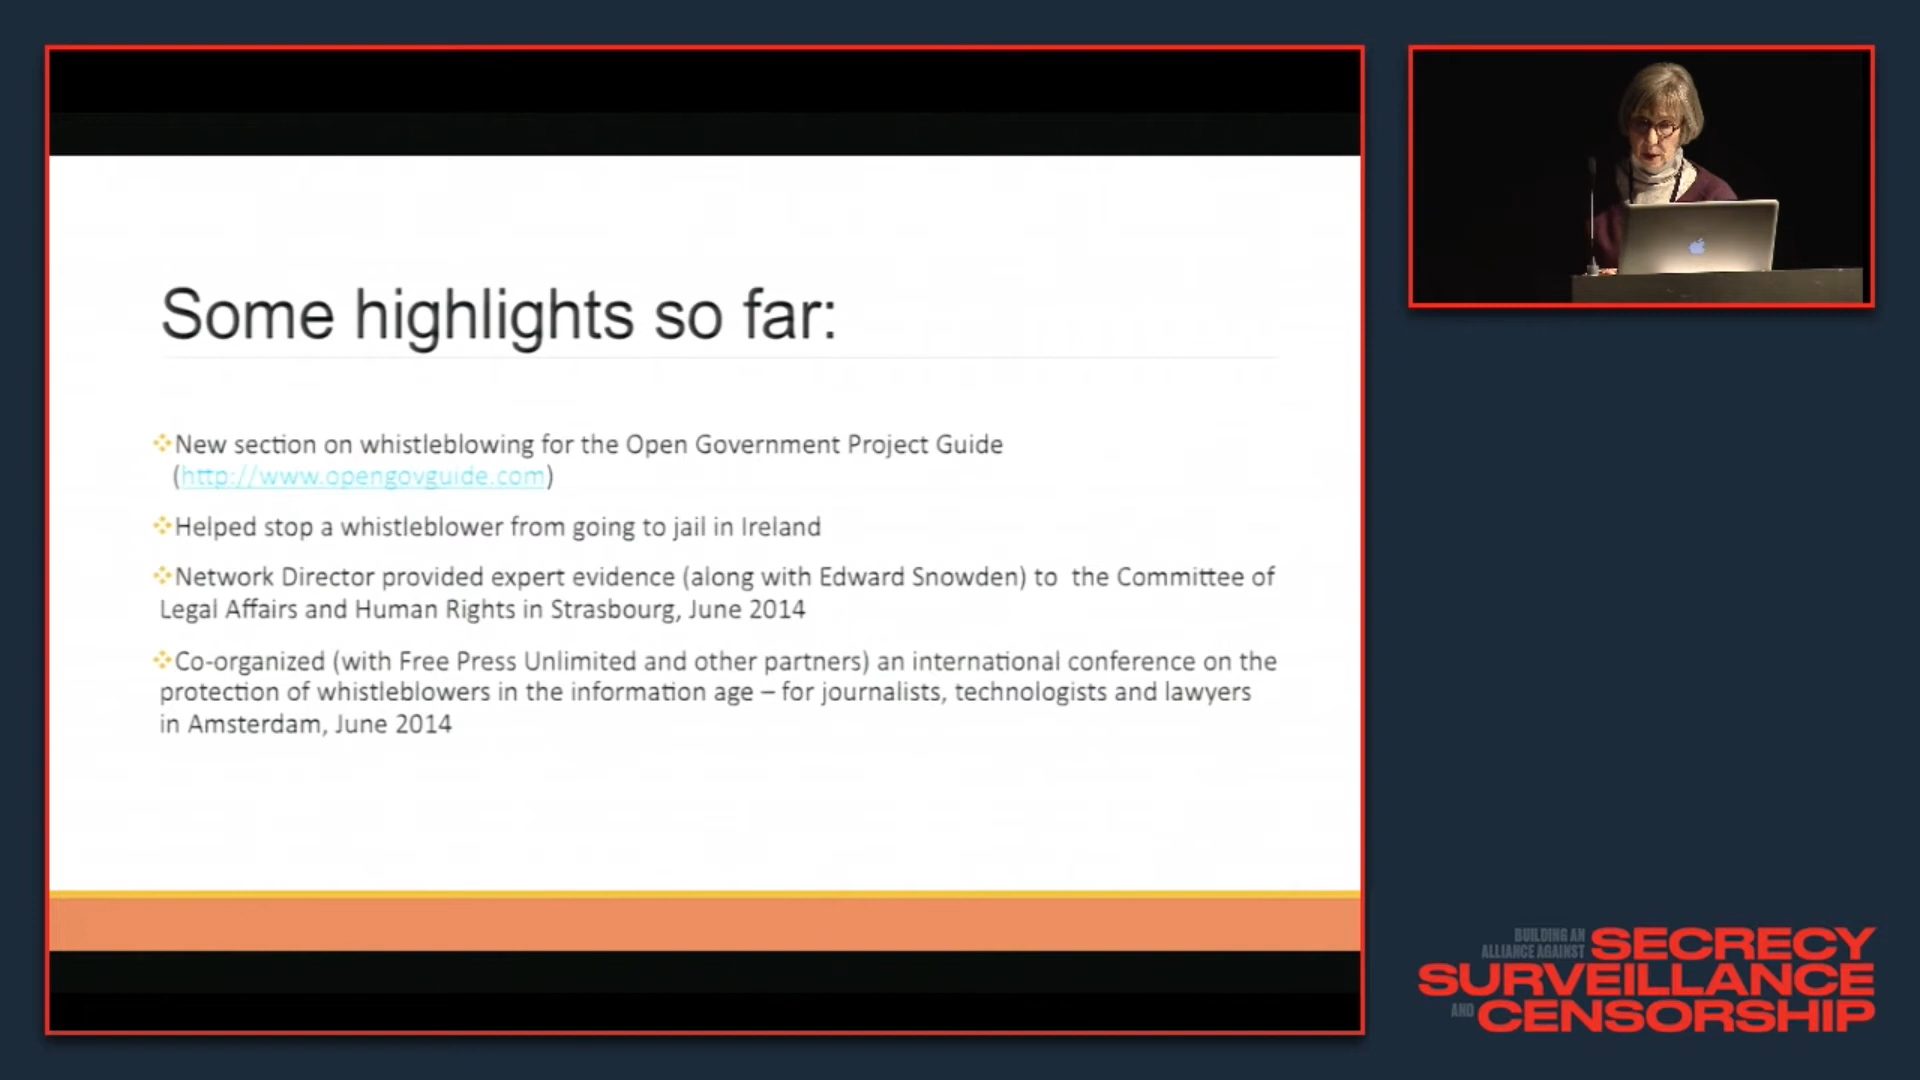 Some highlights so far:
New section on whistleblowing for the Open Government Project Guide
(http://www.opengovguide.com)
Helped stop a whistleblower from going to jail in Ireland
Network Director provided expert evidence (along with Edward Snowden) to  the Committee of
Legal Affairs and Human Rights in Strasbourg, June 2014
Co-organized (with Free Press Unlimited and other partners) an international conference on the
protection of whistleblowers in the information age – for journalists, technologists and lawyers
in Amsterdam, June 2014
BUILDING AN
ALLIANCE AGAINST
SECRECY
SURVEILLANCE
AND CENSORSHIP